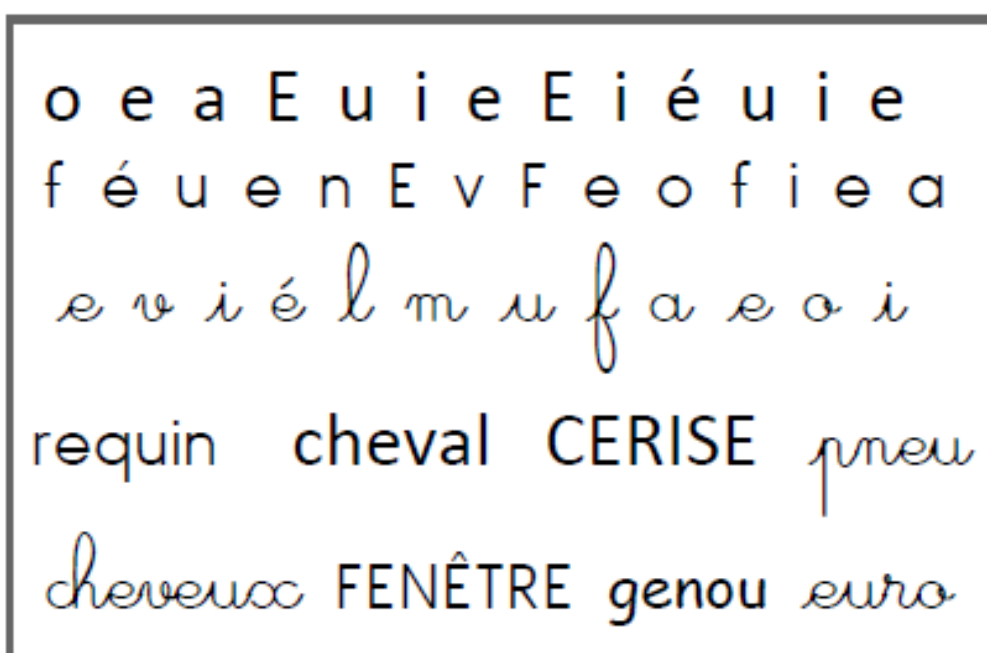 o e a E u i e E i é u i e
f é u e n E v F e o f i e a
e v i é l m u f a e o i
requin cheval CERISE pneu
cheveux FENÊTRE genou euro